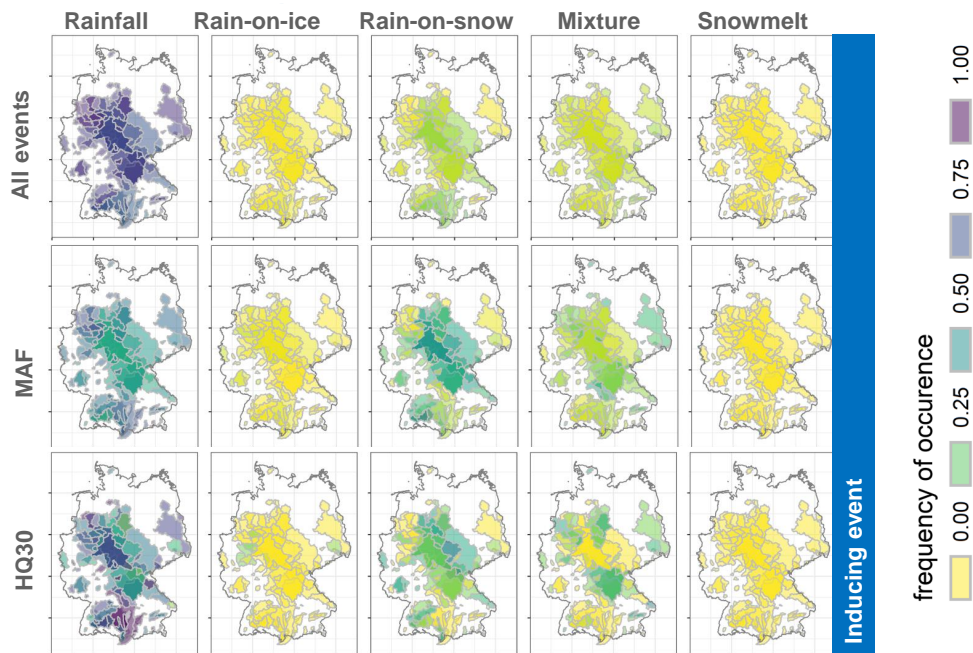 Rainfall Rain-on-ice Rain-on-snow Mixture Snowmelt
All events
MAF
HQ30
Inducing event
frequency of occurence
0.00 0.25 0.50 0.75 1.00